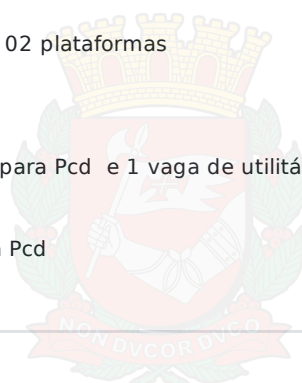 02 plataformas
para Pcd e 1 vaga de utilitá
Pcd
NON DVCOR DVCO